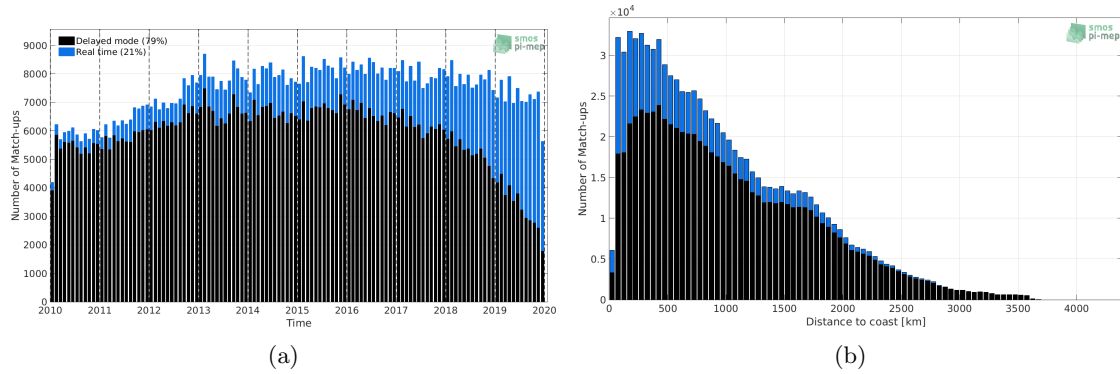 Delayed mode (79%)
Real time (21%)
smos
pi-mep
9000
8000
7000
6000
5000
4000
3000
2000
1000
0
Number of Match-ups
2010 2011 2012 2013 2014 2015 2016 2017 2018 2019 2020
Time
(a)
×10⁴
smos
pi-mep
3.5
3
2.5
2
1.5
1
0.5
0
Number of Match-ups
0 500 1000 1500 2000 2500 3000 3500 4000
Distance to coast [km]
(b)